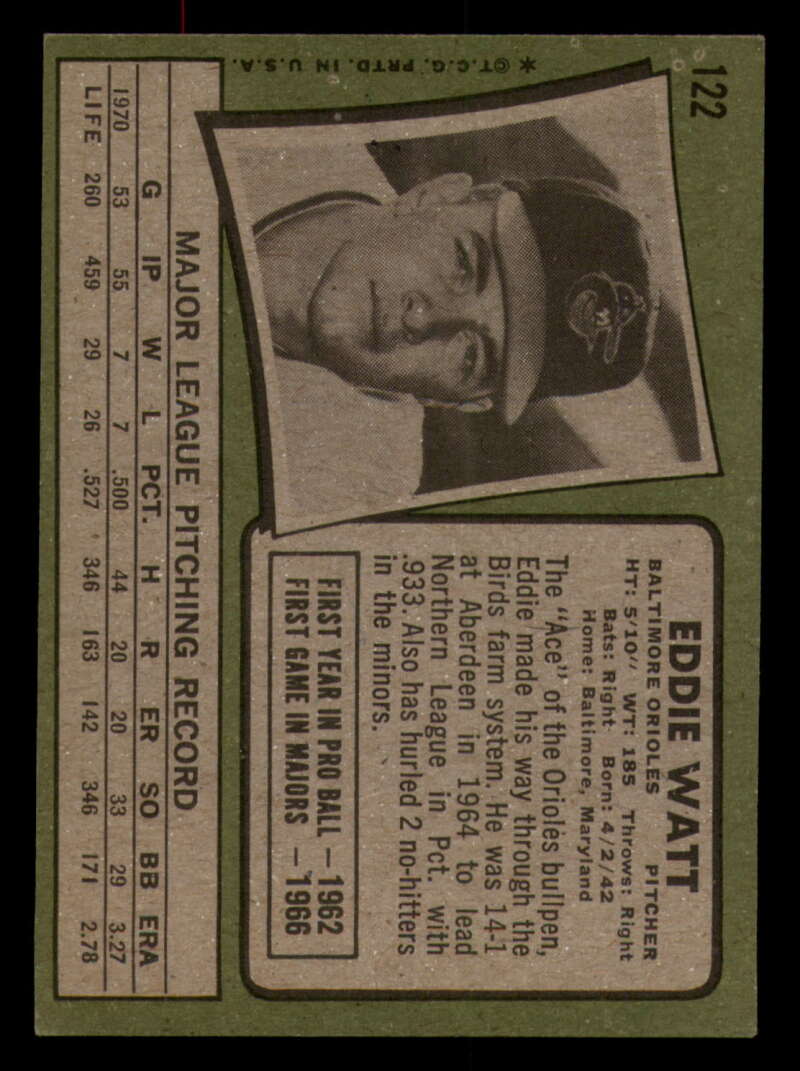 122
* © T.C.G. PRTD. IN U.S.A.
EDDIE WATT
BALTIMORE ORIOLES PITCHER
HT: 5'10" WT: 185 Throws: Right
Bats: Right Born: 4/2/42
Home: Baltimore, Maryland
The "Ace" of the Orioles bullpen,
Eddie made his way through the
Birds farm system. He was 14-1
at Aberdeen in 1964 to lead
Northern League in Pct. with
.933. Also has hurled 2 no-hitters
in the minors.
FIRST YEAR IN PRO BALL — 1962
FIRST GAME IN MAJORS — 1966
MAJOR LEAGUE PITCHING RECORD
G IP W L PCT. H R ER SO BB ERA
1970 53 55 7 7 .500 44 20 20 33 29 3.27
LIFE 260 459 29 26 .527 346 163 142 346 171 2.78